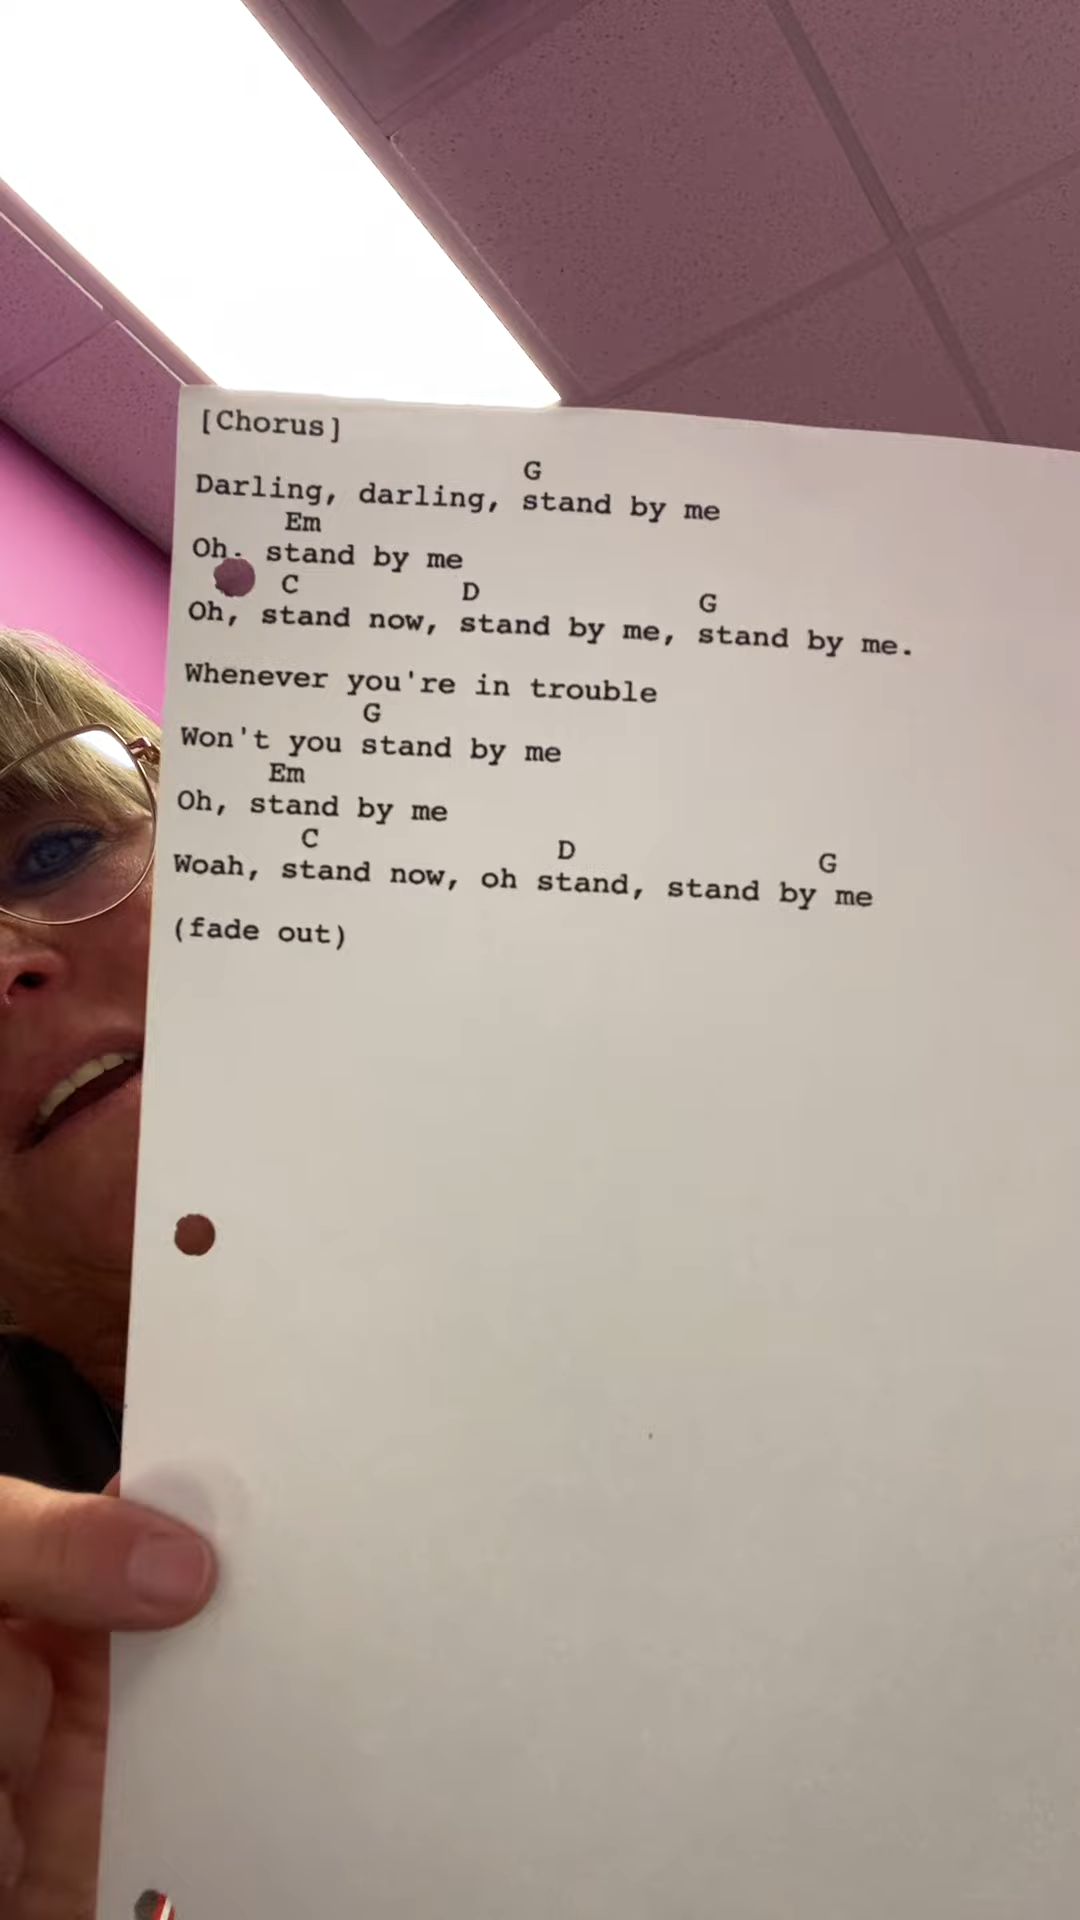 [Chorus]
G
Darling, darling, stand by me
Em
Oh, stand by me
C D G
Oh, stand now, stand by me, stand by me.
Whenever you're in trouble
G
Won't you stand by me
Em
Oh, stand by me
C D G
Woah, stand now, oh stand, stand by me
(fade out)